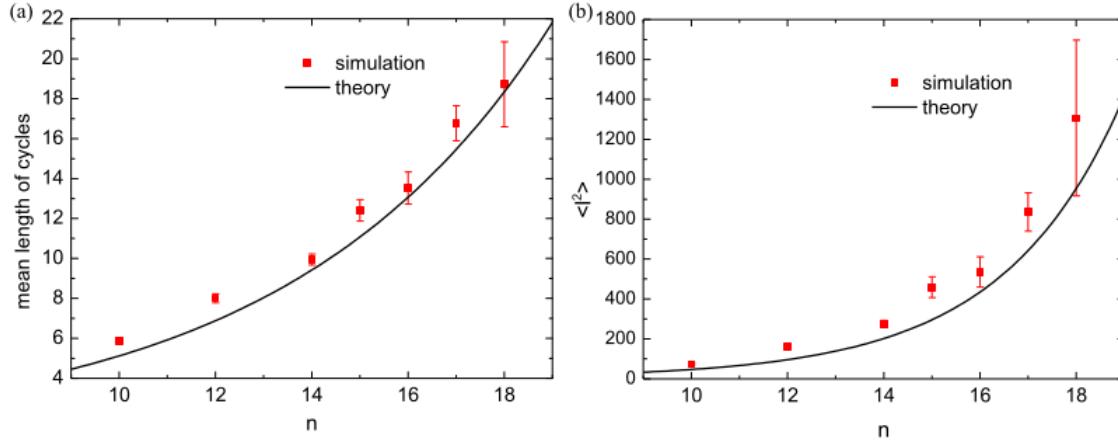 (a)
22
20
18
16
14
12
10
8
6
4
mean length of cycles
simulation
theory
10 12 14 16 18
n
(b)
1800
1600
1400
1200
1000
800
600
400
200
0
<l²>
simulation
theory
10 12 14 16 18
n